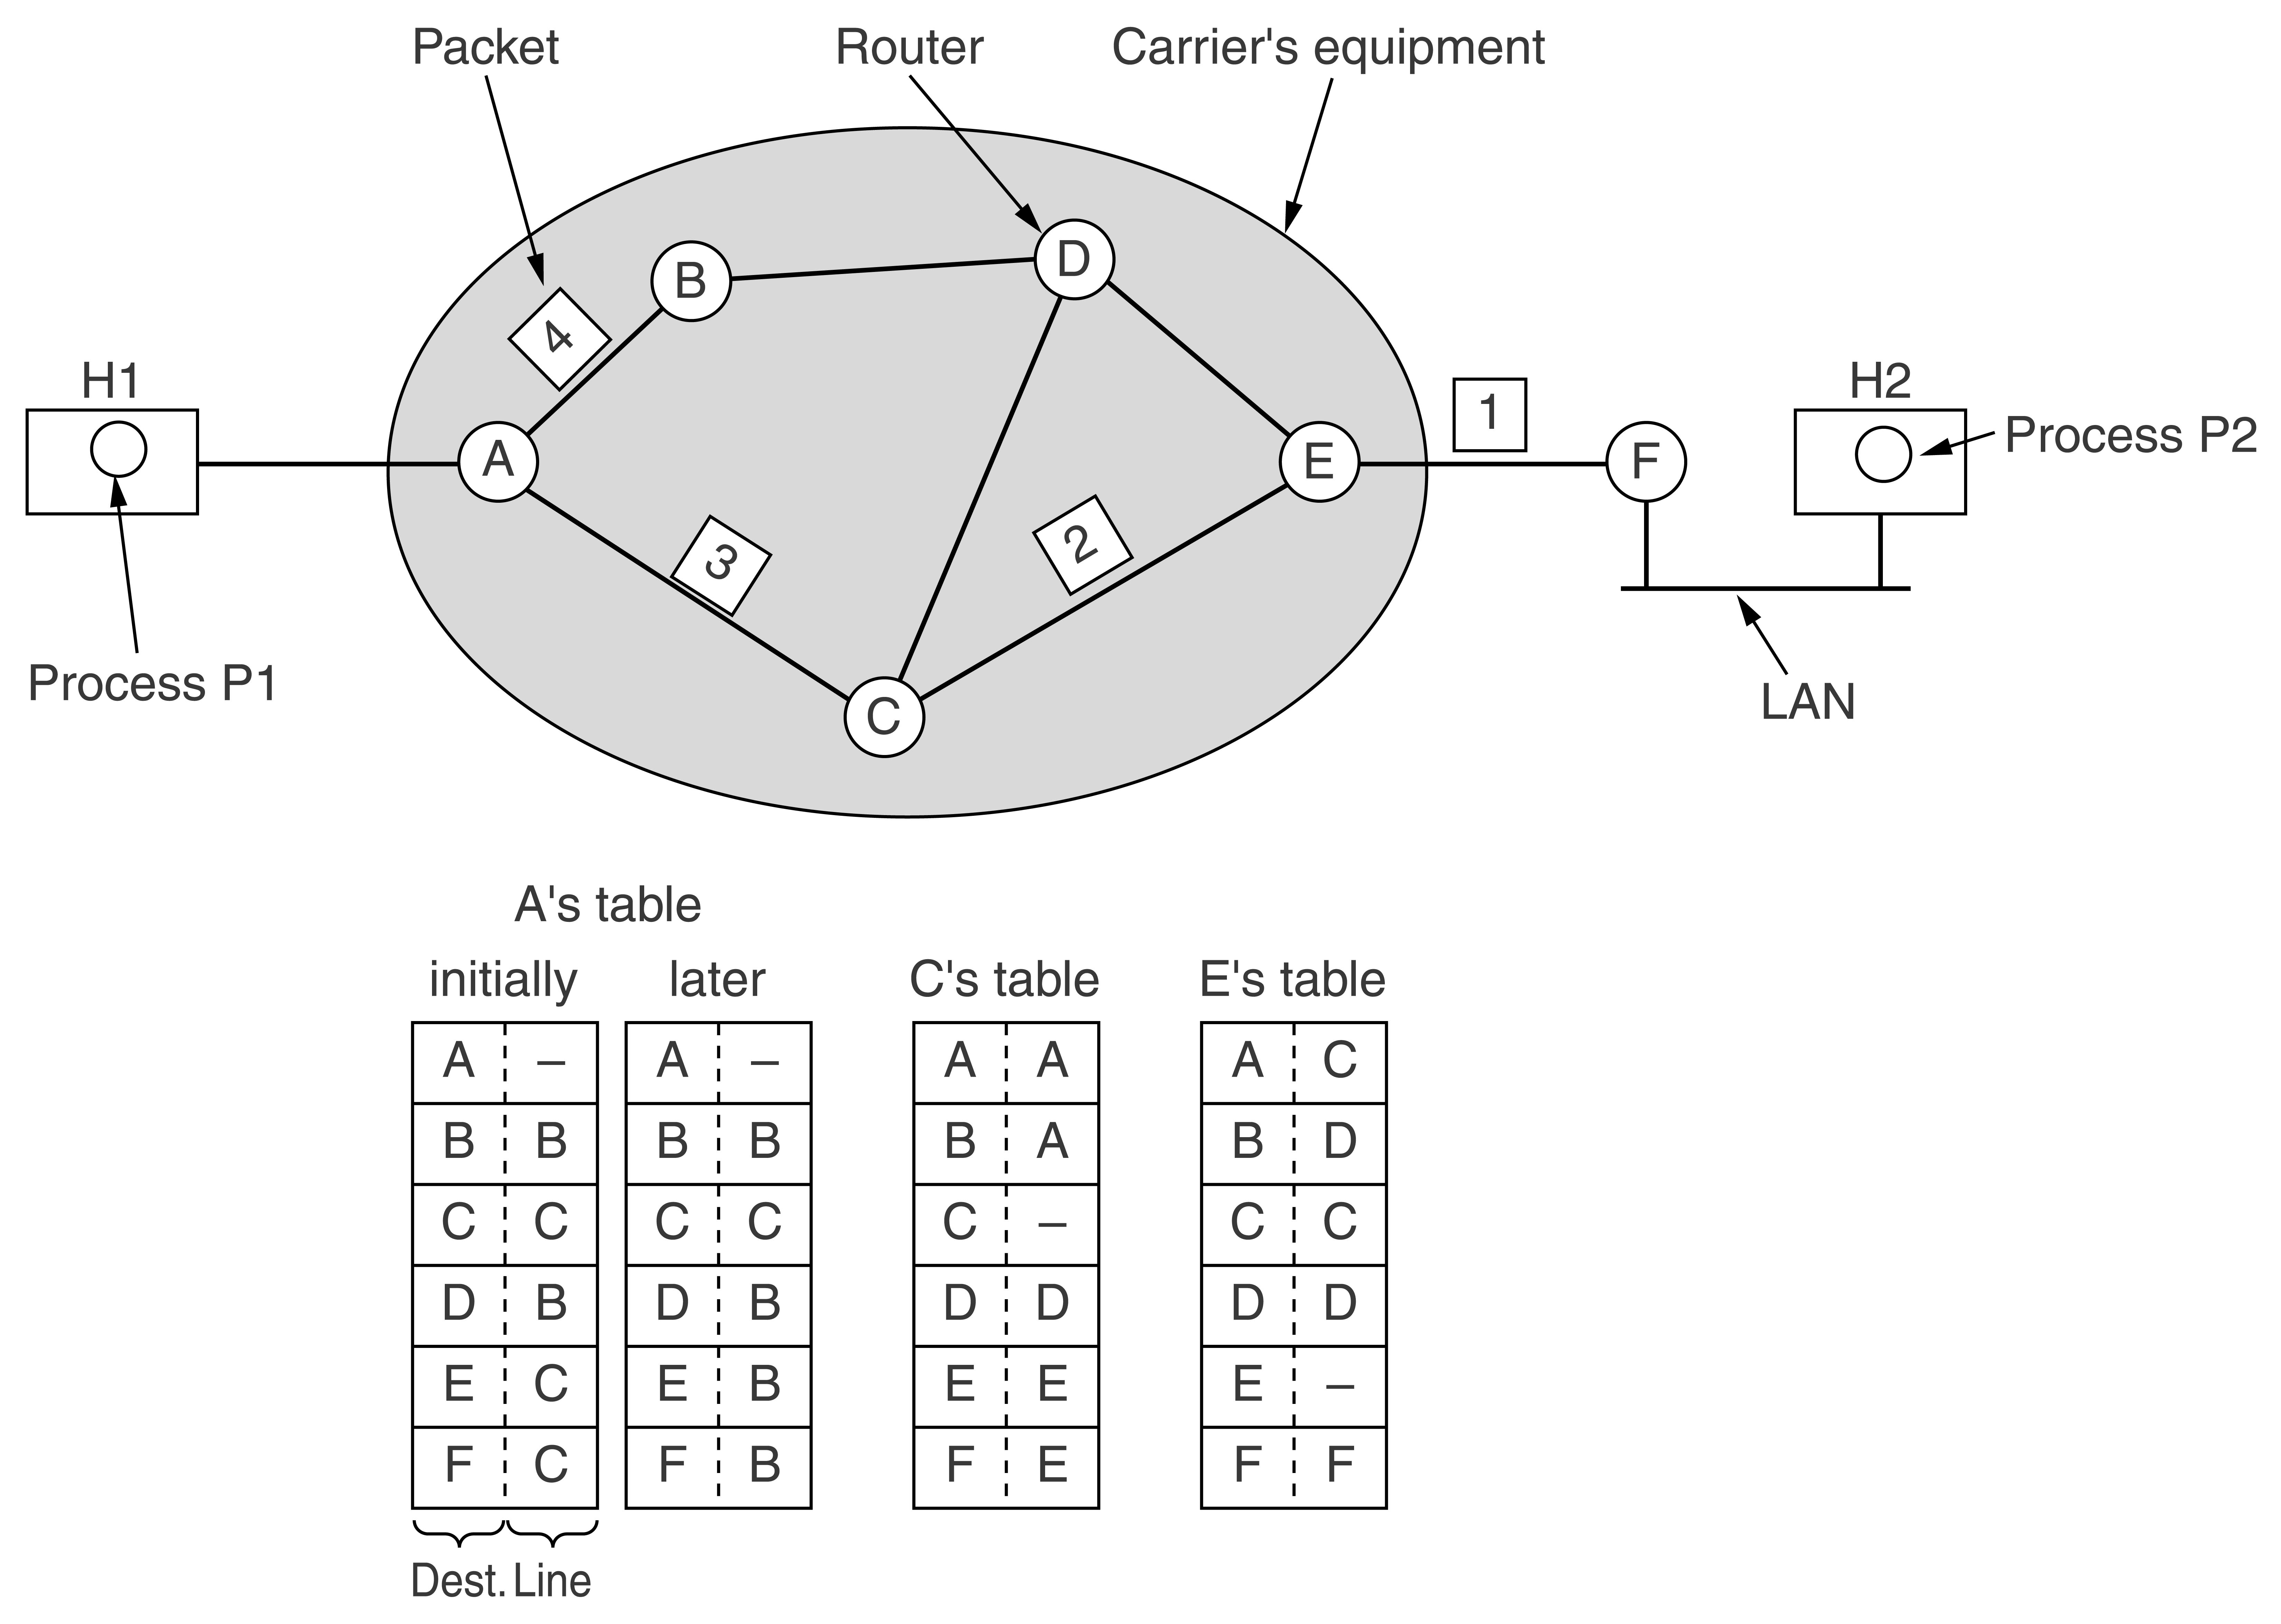 Packet Router Carrier's equipment
B D
4
H1 1 H2
A E F Process P2
3 2
Process P1 C LAN
A's table
initially later C's table E's table
A – A – A A A C
B B B B B A B D
C C C C C – C C
D B D B D D D D
E C E B E E E –
F C F B F E F F
Dest. Line